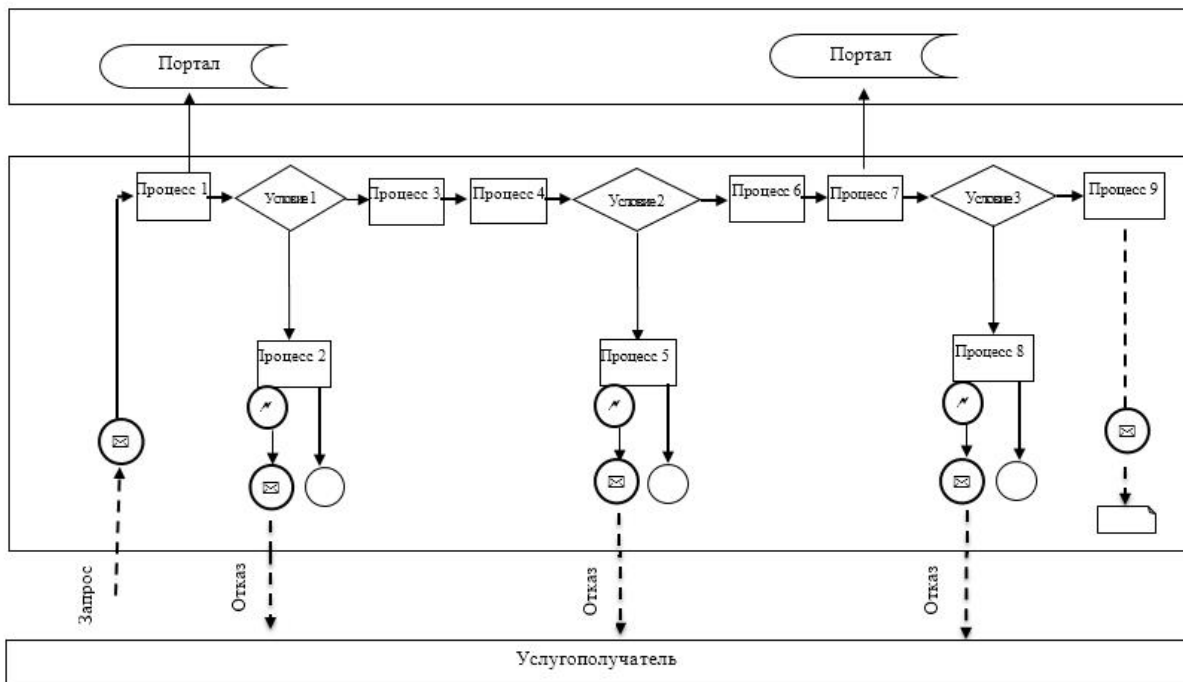 Портал
Портал
Процесс 1
Условие 1
Процесс 3
Процесс 4
Условие 2
Процесс 6
Процесс 7
Условие 3
Процесс 9
Процесс 2
Процесс 5
Процесс 8
Запрос
Отказ
Отказ
Отказ
Услугополучатель